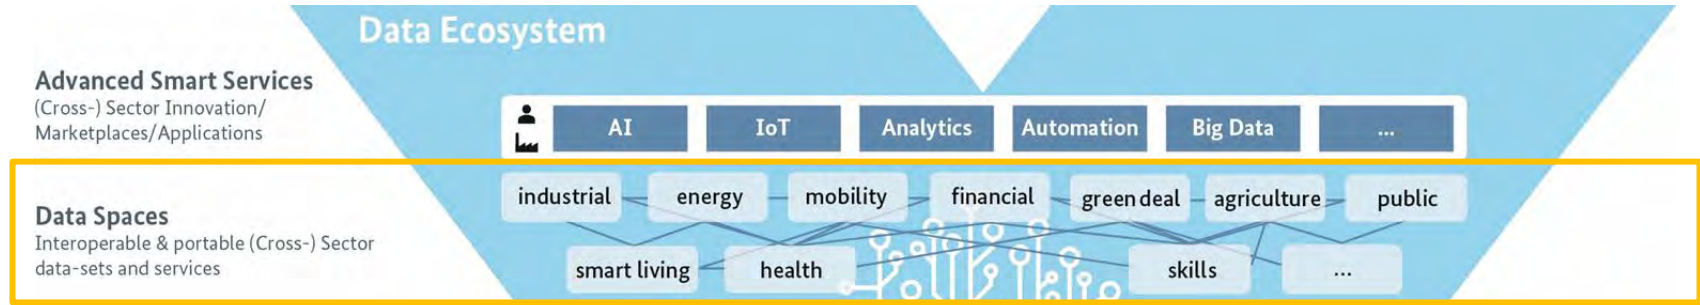 Data Ecosystem
Advanced Smart Services
(Cross-) Sector Innovation/
Marketplaces/Applications
AI IoT Analytics Automation Big Data ...
industrial energy mobility financial green deal agriculture public
Data Spaces
Interoperable & portable (Cross-) Sector
data-sets and services
smart living health skills ...